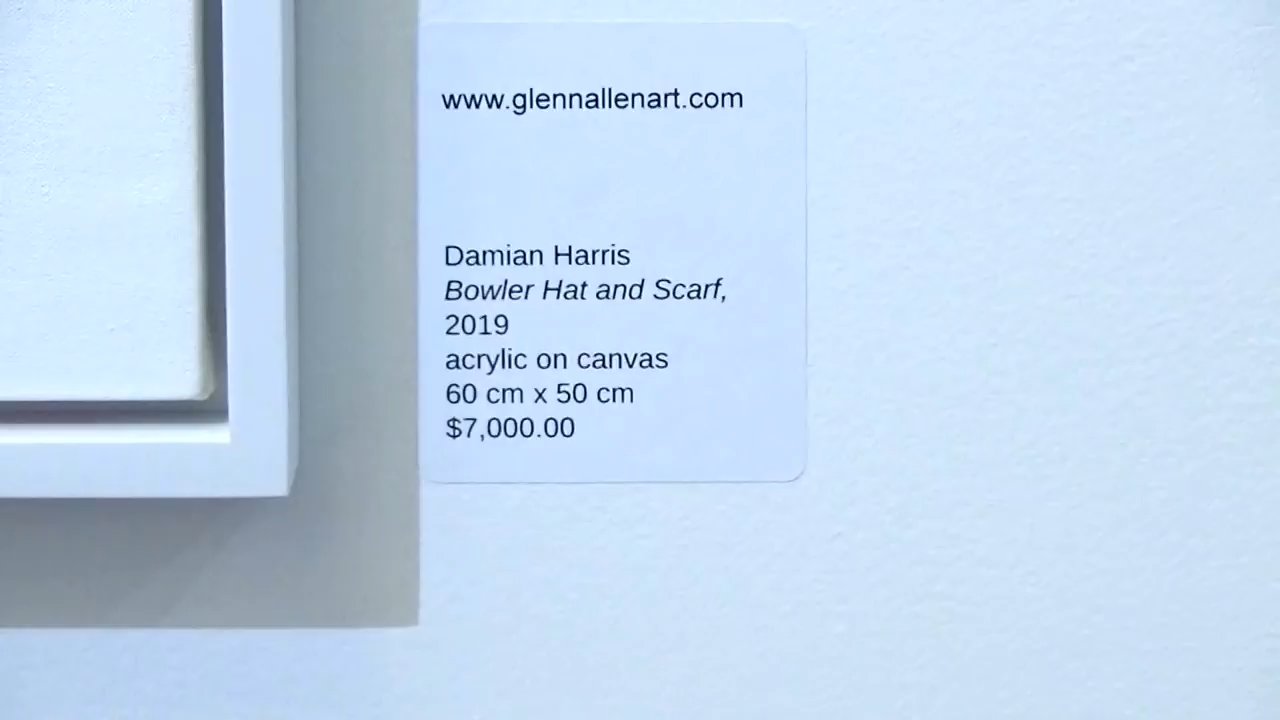 www.glennallenart.com
Damian Harris
Bowler Hat and Scarf,
2019
acrylic on canvas
60 cm x 50 cm
$7,000.00